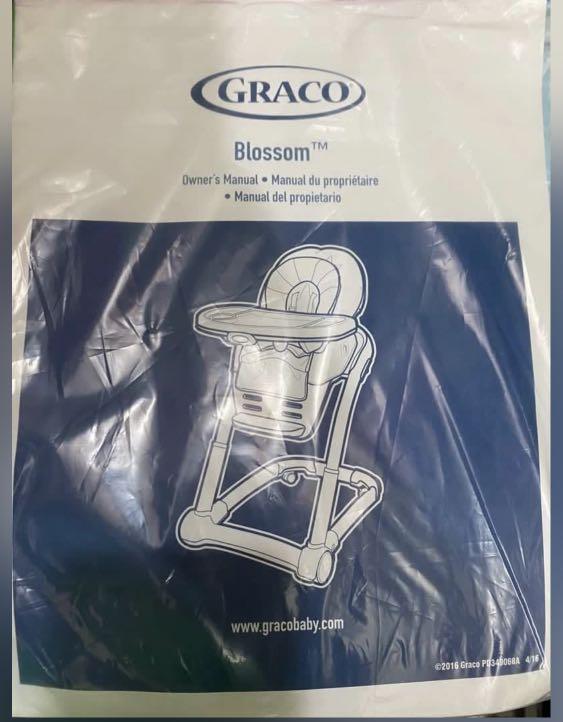 GRACO
Blossom™
Owner's Manual • Manual du propriétaire
• Manual del propietario
www.gracobaby.com
©2016 Graco PD349068A 4/16